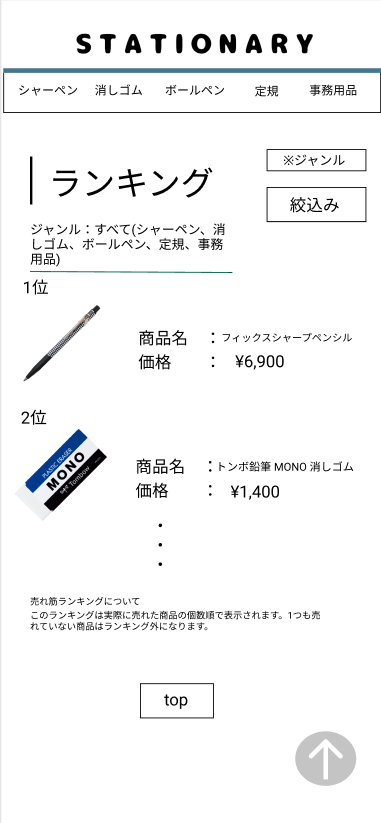 STATIONARY
シャーペン 消しゴム ボールペン 定規 事務用品
※ジャンル
ランキング
絞込み
ジャンル：すべて(シャーペン、消
しゴム、ボールペン、定規、事務
用品)
1位
商品名 ：フィックスシャープペンシル
価格 ： ¥6,900
2位
PLASTIC ERASER
MONO
Tombow
商品名 ：トンボ鉛筆 MONO 消しゴム
価格 ： ¥1,400
・
・
・
売れ筋ランキングについて
このランキングは実際に売れた商品の個数順で表示されます。1つも売
れていない商品はランキング外になります。
top